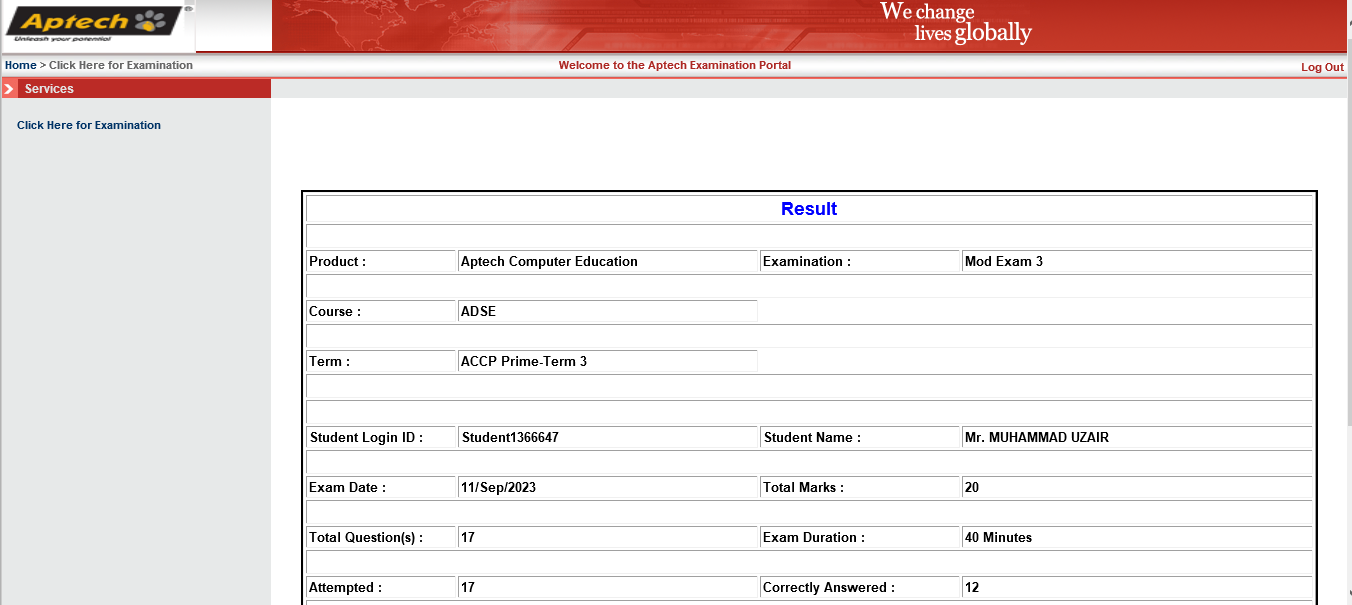 Aptech
Unleash your potential
We change
lives globally
Home > Click Here for Examination
Welcome to the Aptech Examination Portal
Log Out
Services
Click Here for Examination
Result
Product : Aptech Computer Education Examination : Mod Exam 3
Course : ADSE
Term : ACCP Prime-Term 3
Student Login ID : Student1366647 Student Name : Mr. MUHAMMAD UZAIR
Exam Date : 11/Sep/2023 Total Marks : 20
Total Question(s) : 17 Exam Duration : 40 Minutes
Attempted : 17 Correctly Answered : 12